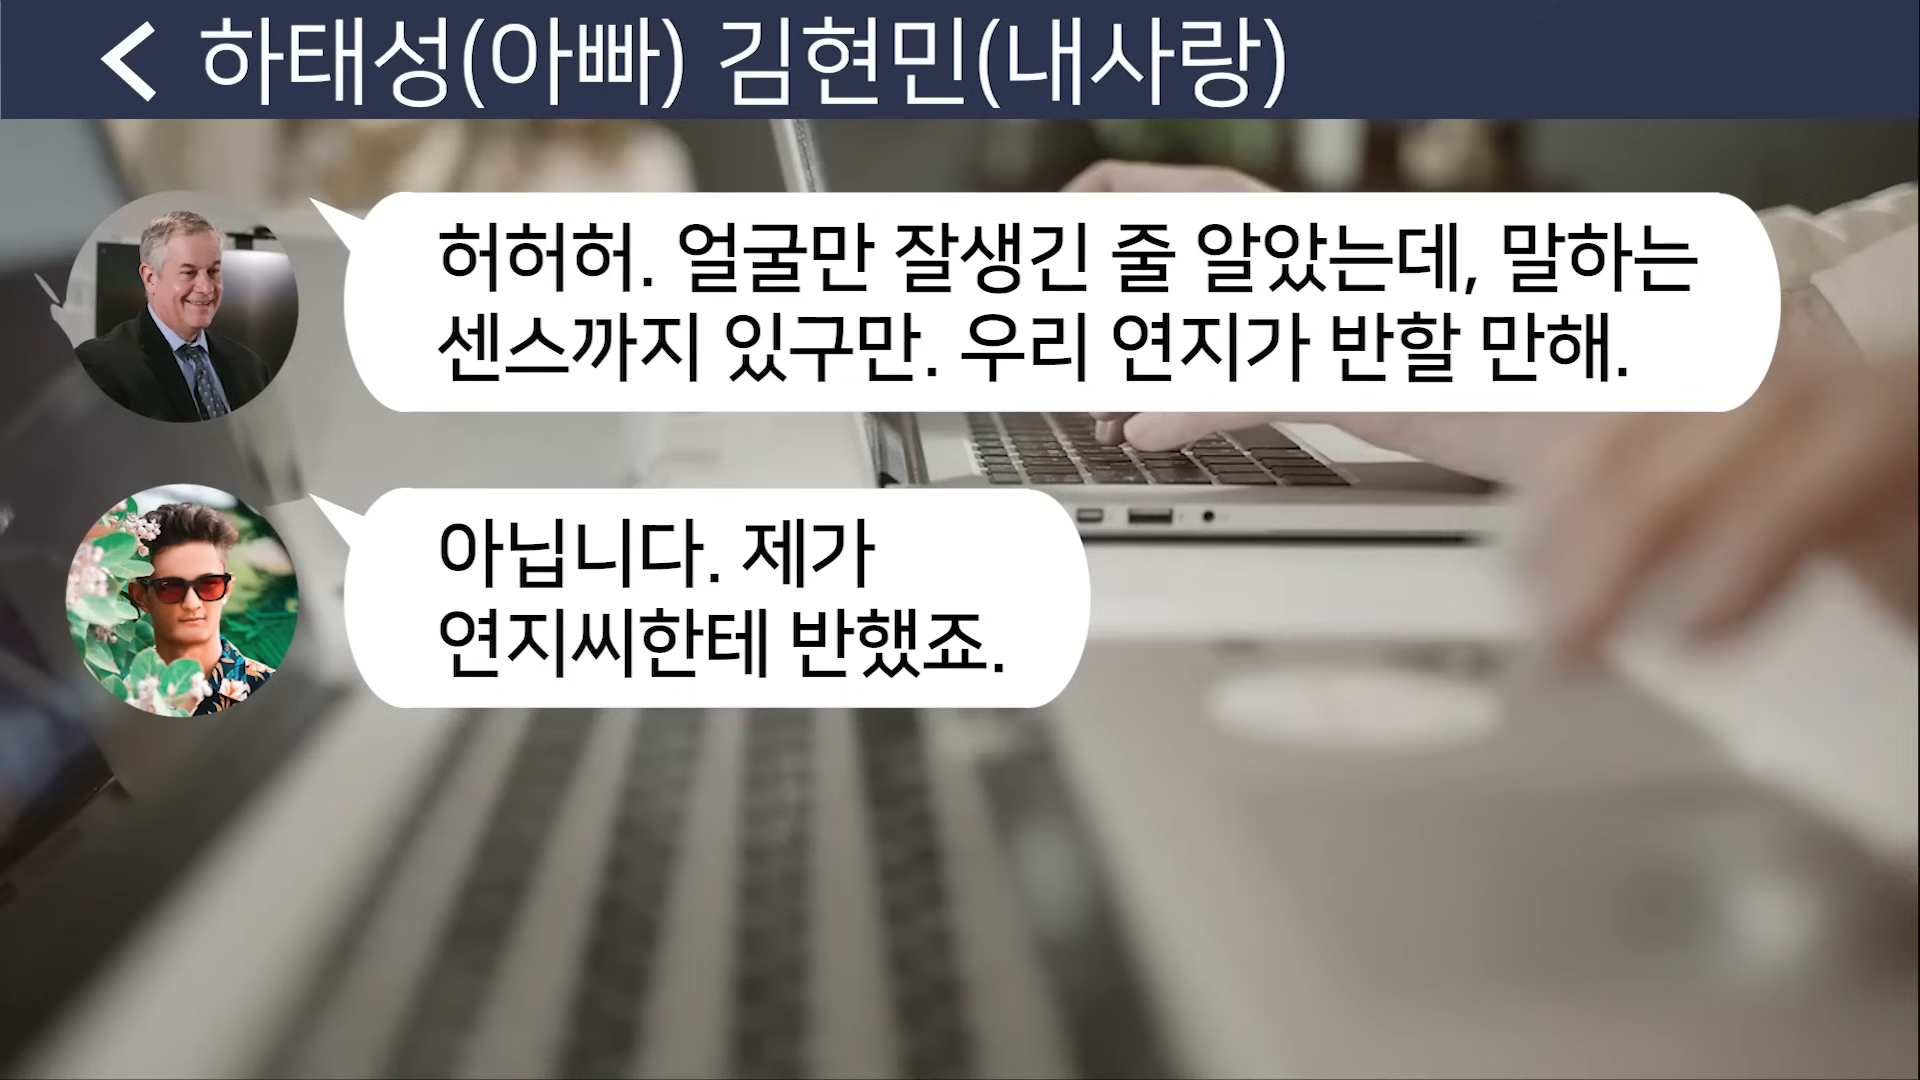 하태성(아빠) 김현민(내사랑)
허허허. 얼굴만 잘생긴 줄 알았는데, 말하는
센스까지 있구만. 우리 연지가 반할 만해.
아닙니다. 제가
연지씨한테 반했죠.